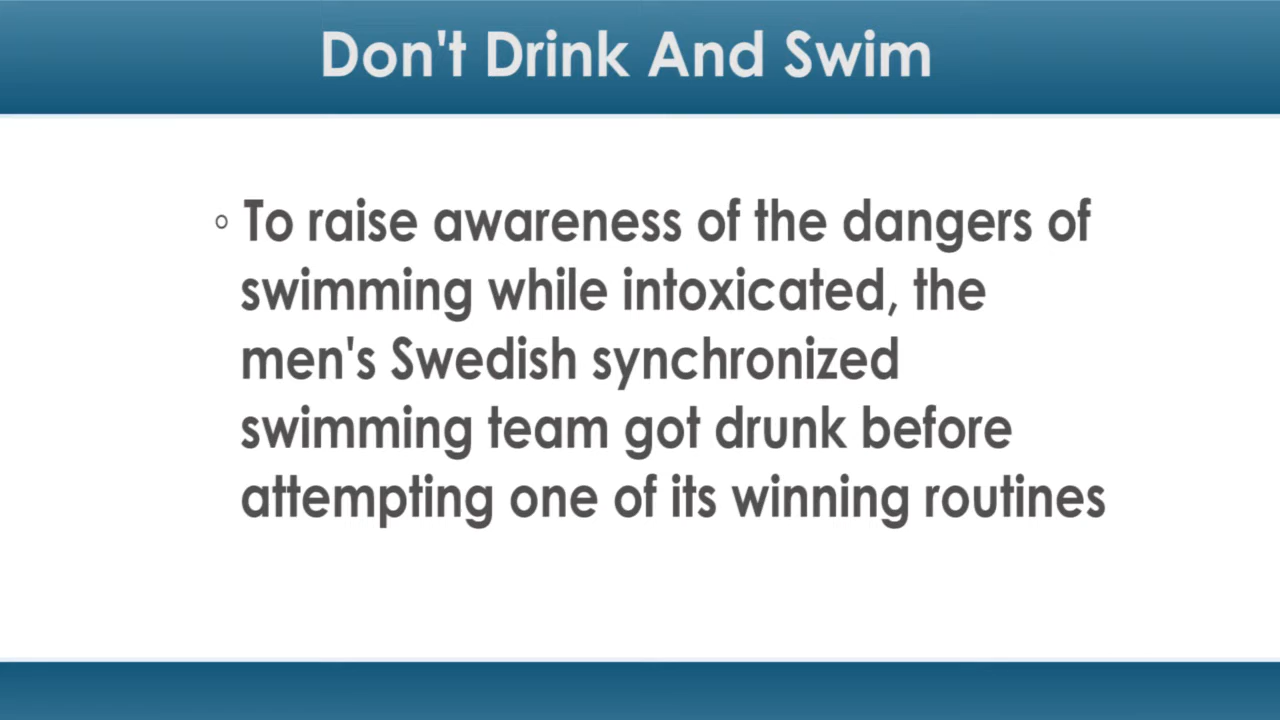 Don't Drink And Swim
◦ To raise awareness of the dangers of
swimming while intoxicated, the
men's Swedish synchronized
swimming team got drunk before
attempting one of its winning routines